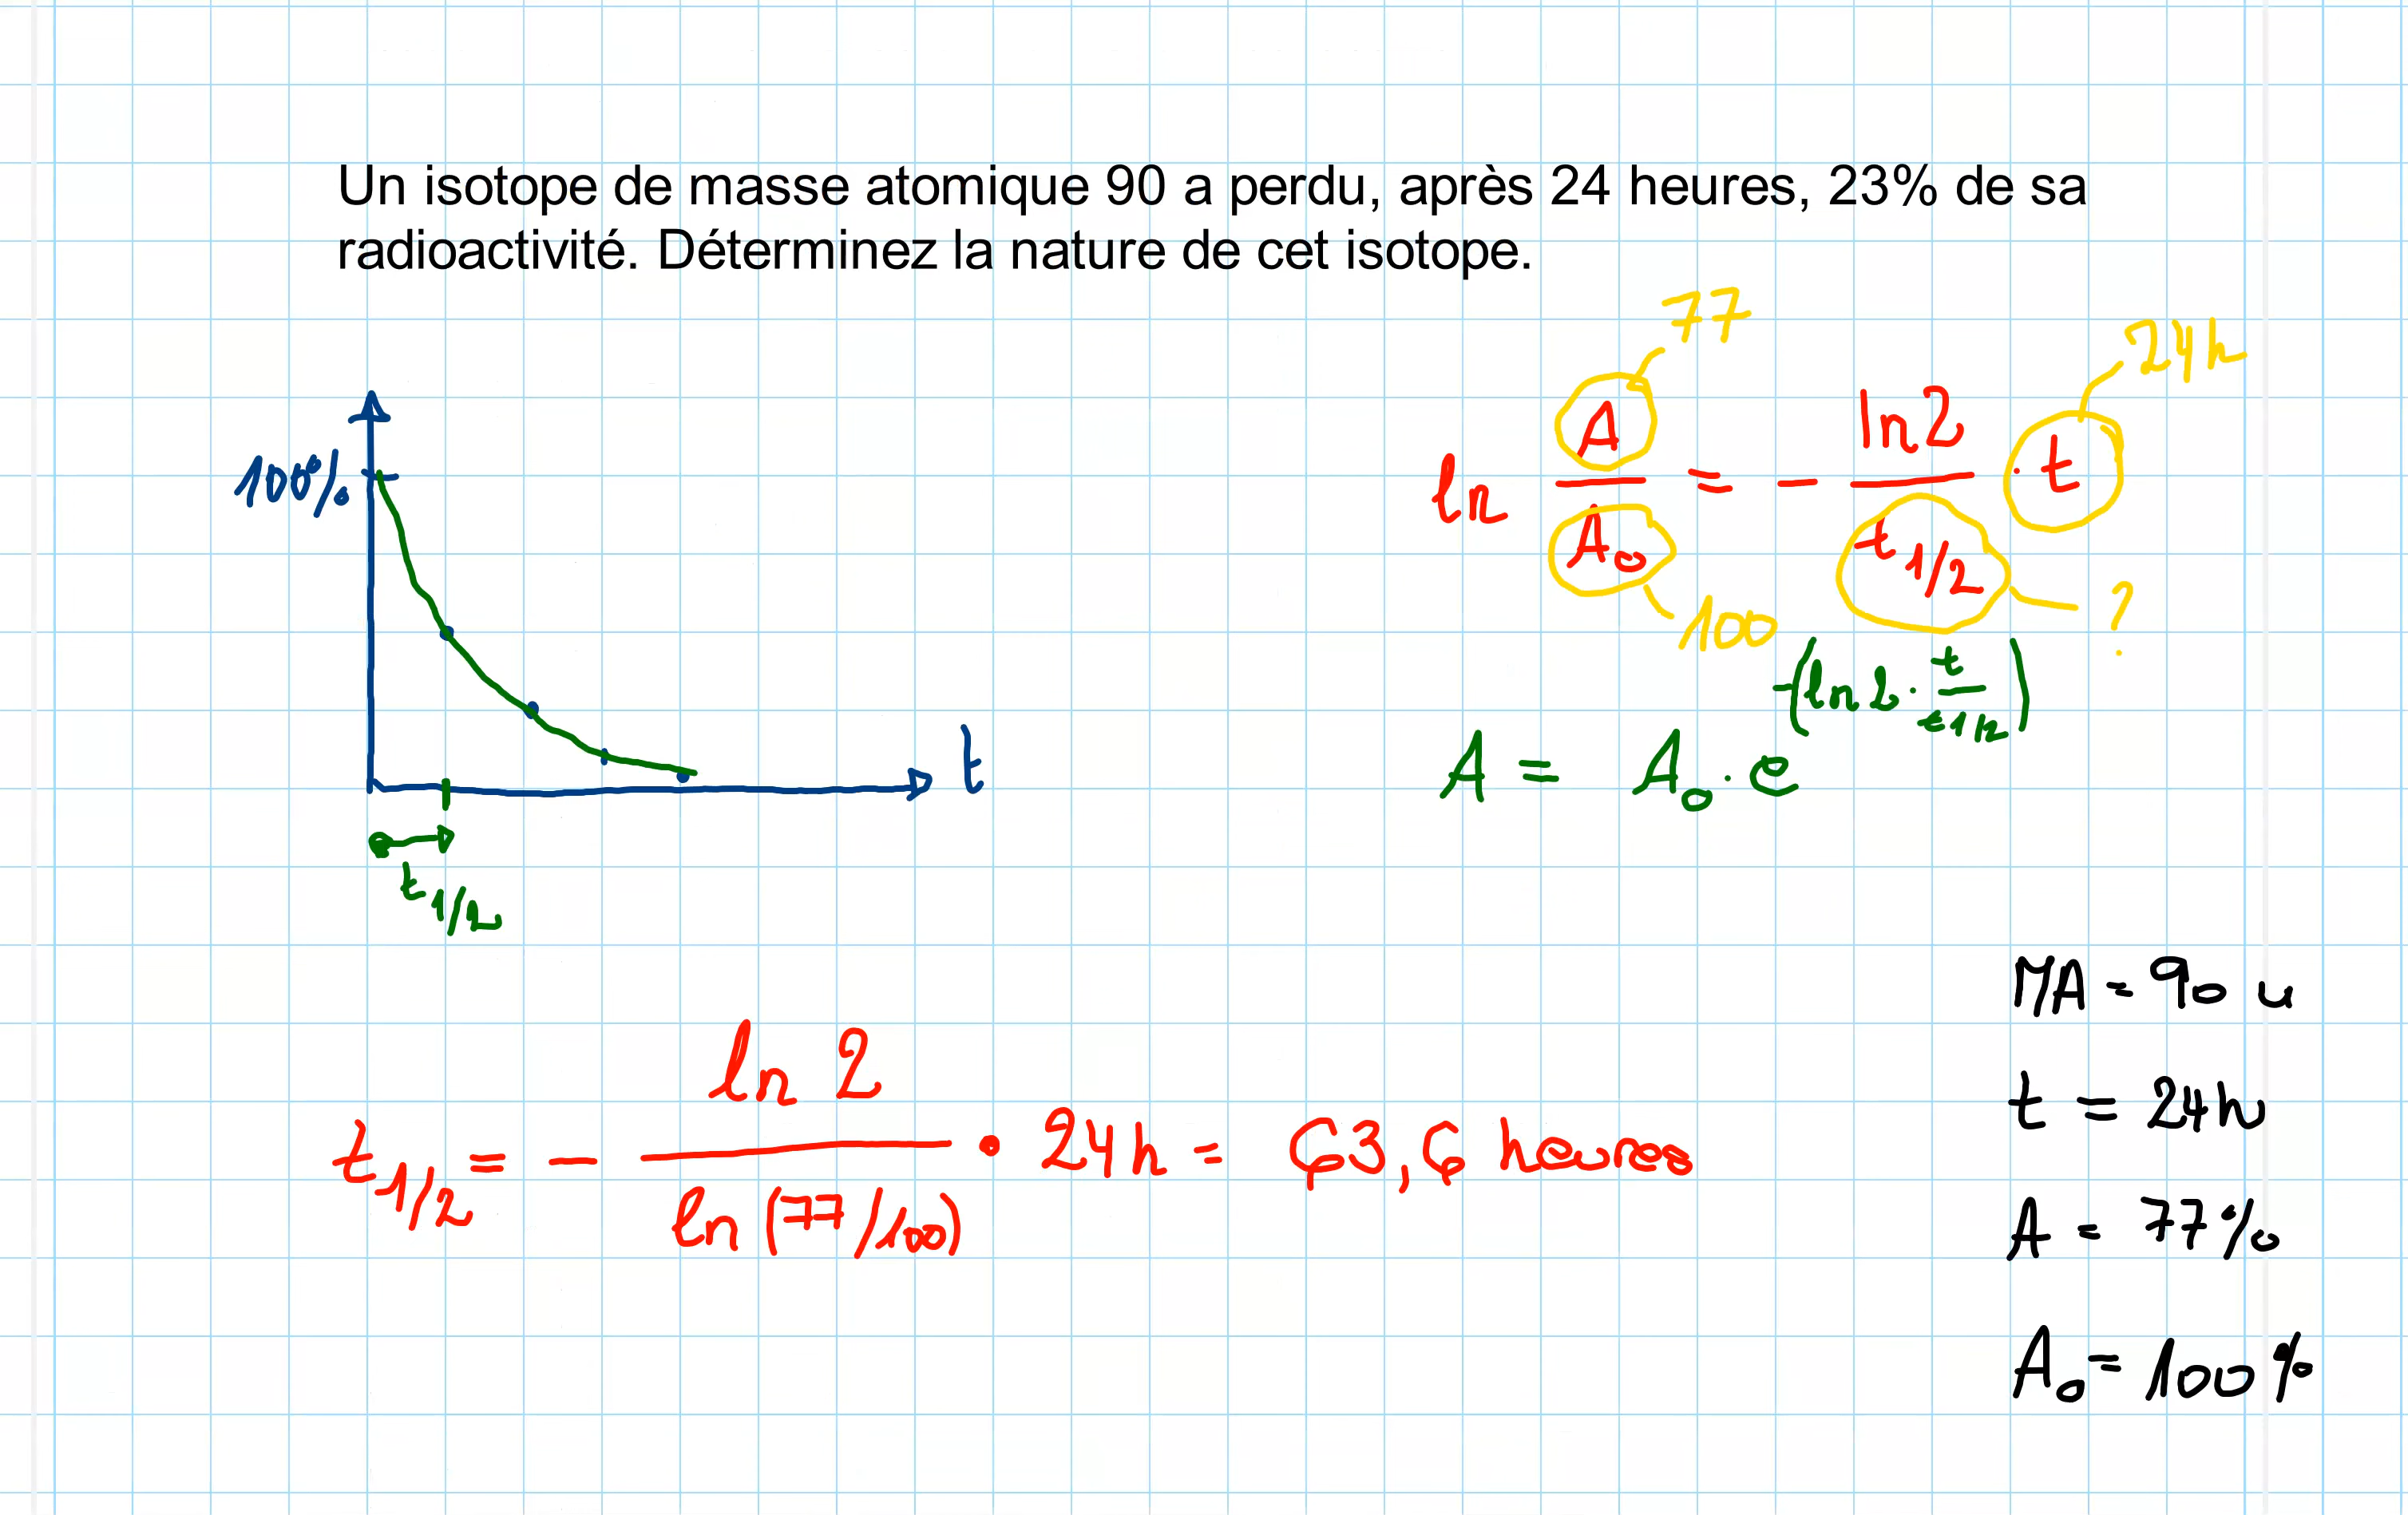 Un isotope de masse atomique 90 a perdu, après 24 heures, 23% de sa
radioactivité. Déterminez la nature de cet isotope.
77
24h
ln A/A₀ = - ln2/t1/2 · t
100
?
A = A₀ · e -(ln2 · t/t1/2)
100%
t
t1/2
MA = 90 u
t = 24h
A = 77%
A₀ = 100%
t1/2 = - ln 2/ln(77/100) • 24h = 63,6 heures